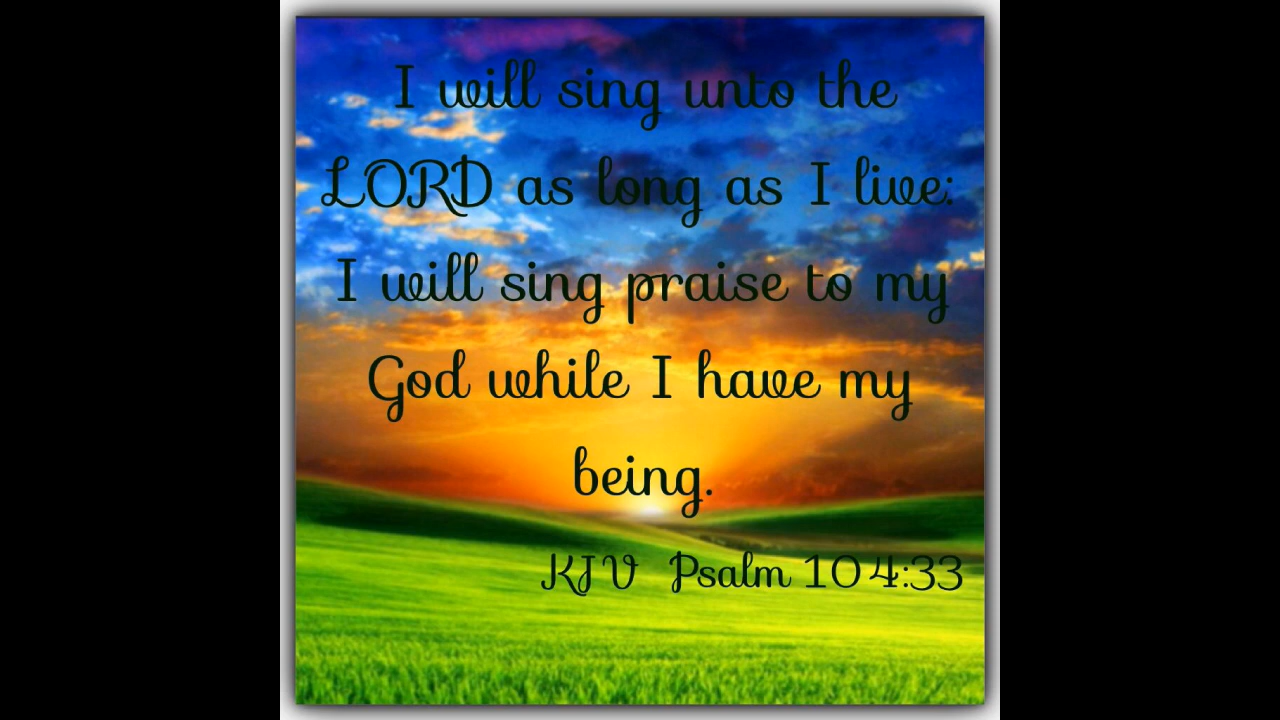 I will sing unto the
LORD as long as I live:
I will sing praise to my
God while I have my
being.
KJV Psalm 104:33